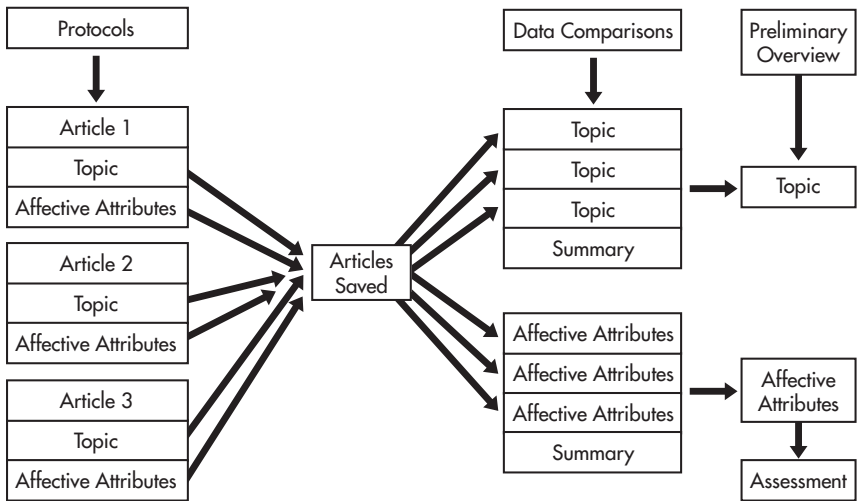 Protocols
Article 1
Topic
Affective Attributes
Article 2
Topic
Affective Attributes
Article 3
Topic
Affective Attributes
Articles
Saved
Data Comparisons
Topic
Topic
Topic
Summary
Affective Attributes
Affective Attributes
Affective Attributes
Summary
Preliminary
Overview
Topic
Affective
Attributes
Assessment